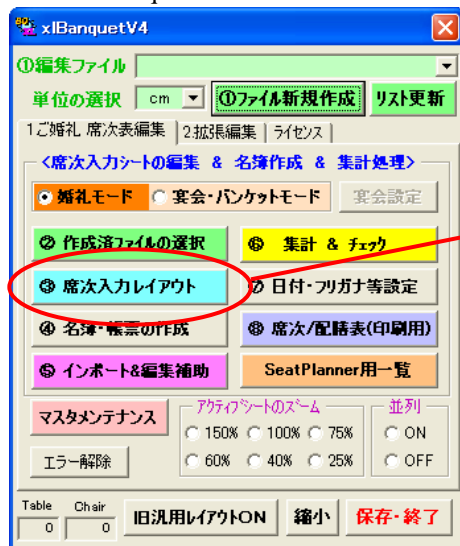 xlBanquetV4
①編集ファイル
単位の選択 cm ①ファイル新規作成 リスト更新
1ご婚礼 席次表編集 2拡張編集 ライセンス
<席次入力シートの編集 & 名簿作成 & 集計処理>
婚礼モード 宴会・バンケットモード 宴会設定
② 作成済ファイルの選択 ⑥ 集計 & チェック
③ 席次入力レイアウト ⑦ 日付・フリガナ等設定
④ 名簿・帳票の作成 ⑧ 席次/配膳表(印刷用)
⑤ インポート&編集補助 SeatPlanner用一覧
マスタメンテナンス アクティブシートのズーム 並列
150% 100% 75% ON
エラー解除 60% 40% 25% OFF
Table Chair
0 0 旧汎用レイアウトON 縮小 保存・終了